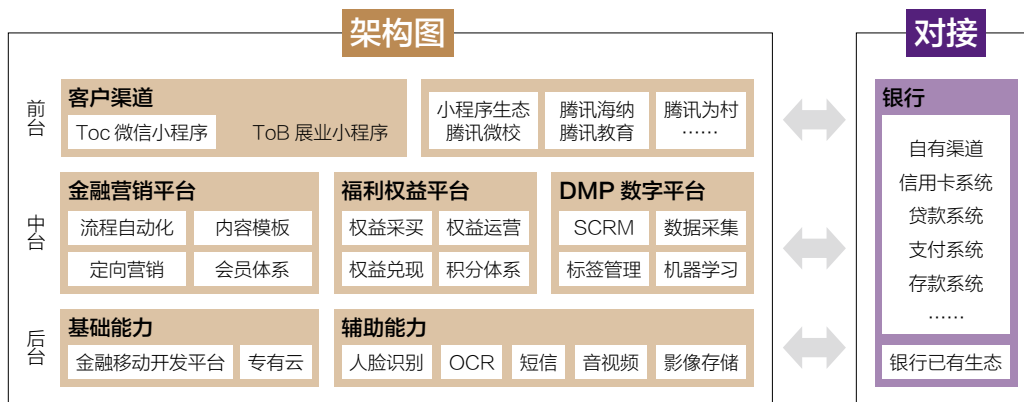 架构图
前台
客户渠道
Toc 微信小程序
ToB 展业小程序
小程序生态
腾讯微校
腾讯海纳
腾讯教育
腾讯为村
……
中台
金融营销平台
流程自动化
内容模板
定向营销
会员体系
福利权益平台
权益采买
权益运营
权益兑现
积分体系
DMP 数字平台
SCRM
数据采集
标签管理
机器学习
后台
基础能力
金融移动开发平台
专有云
辅助能力
人脸识别
OCR
短信
音视频
影像存储
对接
银行
自有渠道
信用卡系统
贷款系统
支付系统
存款系统
……
银行已有生态